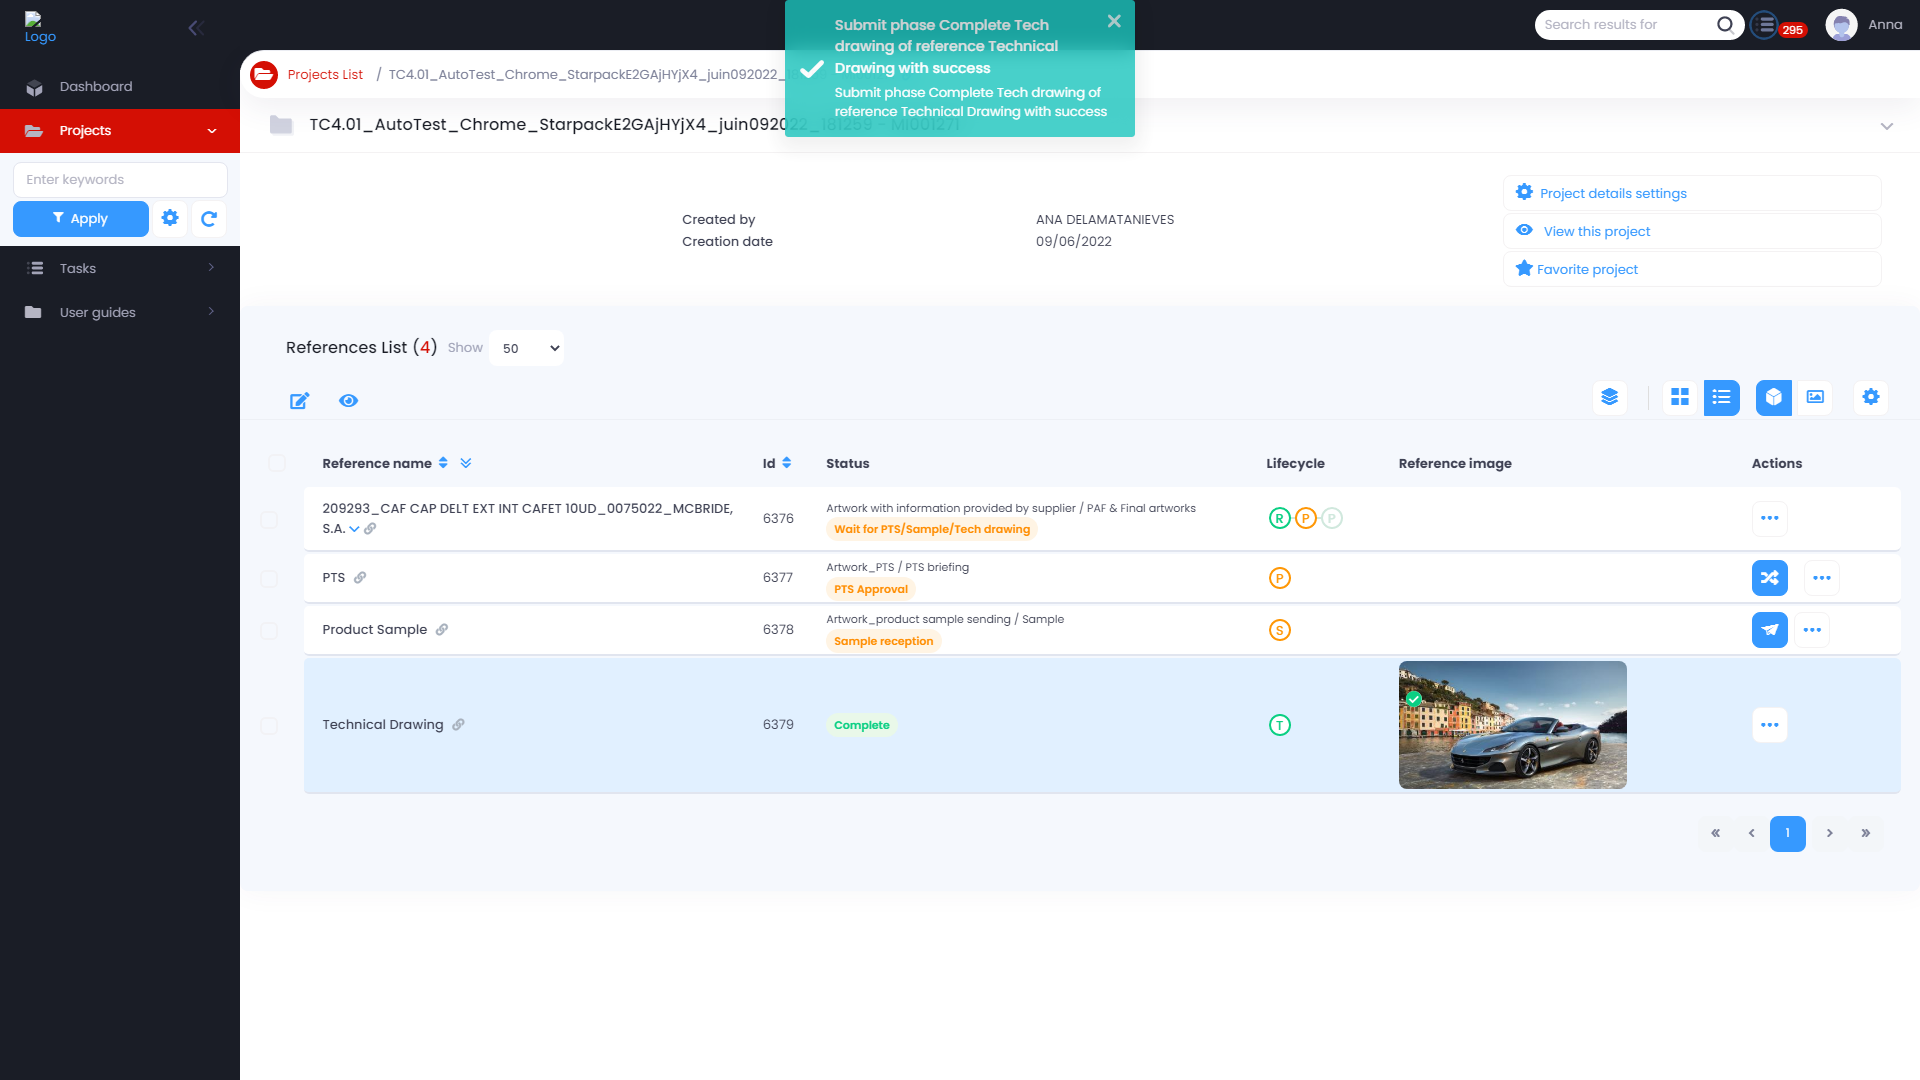 Logo
Submit phase Complete Tech
drawing of reference Technical
Drawing with success
Submit phase Complete Tech drawing of
reference Technical Drawing with success
Search results for
295
Anna
Projects List / TC4.01_AutoTest_Chrome_StarpackE2GAjHYjX4_juin092022_
TC4.01_AutoTest_Chrome_StarpackE2GAjHYjX4_juin092022_181259 - MI001271
Dashboard
Projects
Enter keywords
Apply
Tasks
User guides
Created by
ANA DELAMATANIEVES
Creation date
09/06/2022
Project details settings
View this project
Favorite project
References List (4) Show 50
Reference name Id Status Lifecycle Reference image Actions
209293_CAF CAP DELT EXT INT CAFET 10UD_0075022_MCBRIDE,
S.A.
6376
Artwork with information provided by supplier / PAF & Final artworks
Wait for PTS/Sample/Tech drawing
R P P
PTS
6377
Artwork_PTS / PTS briefing
PTS Approval
P
Product Sample
6378
Artwork_product sample sending / Sample
Sample reception
S
Technical Drawing
6379
Complete
T
« ‹ 1 › »